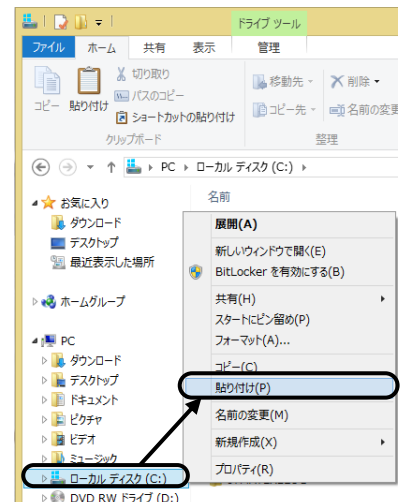 ドライブ ツール
ファイル ホーム 共有 表示 管理
コピー
貼り付け
切り取り
パスのコピー
ショートカットの貼り付け
クリップボード
移動先
コピー先
削除
名前の変更
整理
PC ローカル ディスク (C:)
お気に入り
ダウンロード
デスクトップ
最近表示した場所
ホームグループ
PC
ダウンロード
デスクトップ
ドキュメント
ピクチャ
ビデオ
ミュージック
ローカル ディスク (C:)
DVD RW ドライブ (D:)
名前
展開(A)
新しいウィンドウで開く(E)
BitLocker を有効にする(B)
共有(H)
スタートにピン留め(P)
フォーマット(A)...
コピー(C)
貼り付け(P)
名前の変更(M)
新規作成(X)
プロパティ(R)